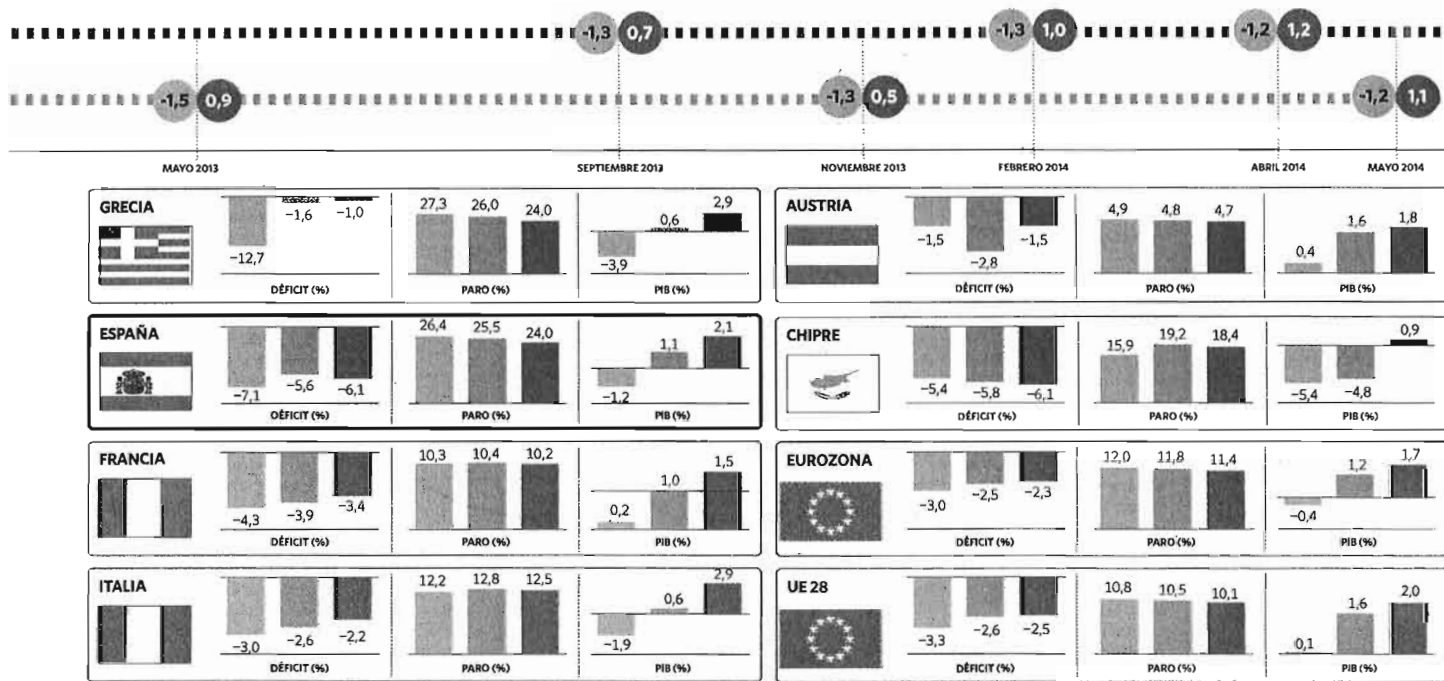 -1,3 0,7
-1,3 1,0
-1,2 1,2
-1,5 0,9
-1,3 0,5
-1,2 1,1
MAYO 2013
SEPTIEMBRE 2013
NOVIEMBRE 2013
FEBRERO 2014
ABRIL 2014
MAYO 2014
GRECIA
−12,7 −1,6 −1,0
DÉFICIT (%)
27,3 26,0 24,0
PARO (%)
−3,9 0,6 2,9
PIB (%)
AUSTRIA
−1,5 −2,8 −1,5
DÉFICIT (%)
4,9 4,8 4,7
PARO (%)
0,4 1,6 1,8
PIB (%)
ESPAÑA
−7,1 −5,6 −6,1
DÉFICIT (%)
26,4 25,5 24,0
PARO (%)
−1,2 1,1 2,1
PIB (%)
CHIPRE
−5,4 −5,8 −6,1
DÉFICIT (%)
15,9 19,2 18,4
PARO (%)
−5,4 −4,8 0,9
PIB (%)
FRANCIA
−4,3 −3,9 −3,4
DÉFICIT (%)
10,3 10,4 10,2
PARO (%)
0,2 1,0 1,5
PIB (%)
EUROZONA
−3,0 −2,5 −2,3
DÉFICIT (%)
12,0 11,8 11,4
PARO (%)
−0,4 1,2 1,7
PIB (%)
ITALIA
−3,0 −2,6 −2,2
DÉFICIT (%)
12,2 12,8 12,5
PARO (%)
−1,9 0,6 2,9
PIB (%)
UE 28
−3,3 −2,6 −2,5
DÉFICIT (%)
10,8 10,5 10,1
PARO (%)
0,1 1,6 2,0
PIB (%)